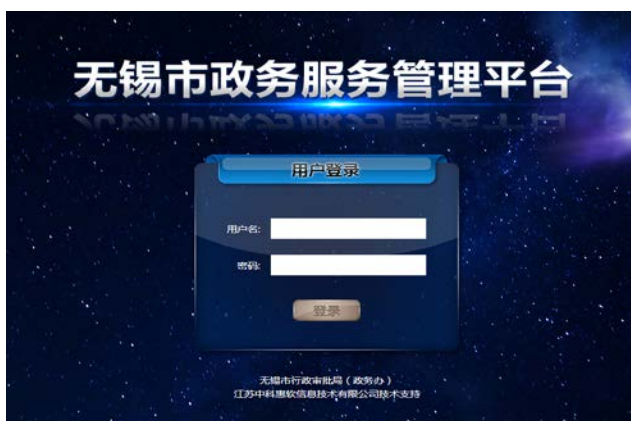 无锡市政务服务管理平台
用户登录
用户名:
密码:
登录
无锡市行政审批局（政务办）
江苏中科惠软信息技术有限公司技术支持